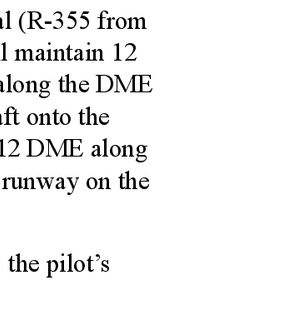 al (R-355 from
l maintain 12
along the DME
aft onto the
12 DME along
runway on the
the pilot’s